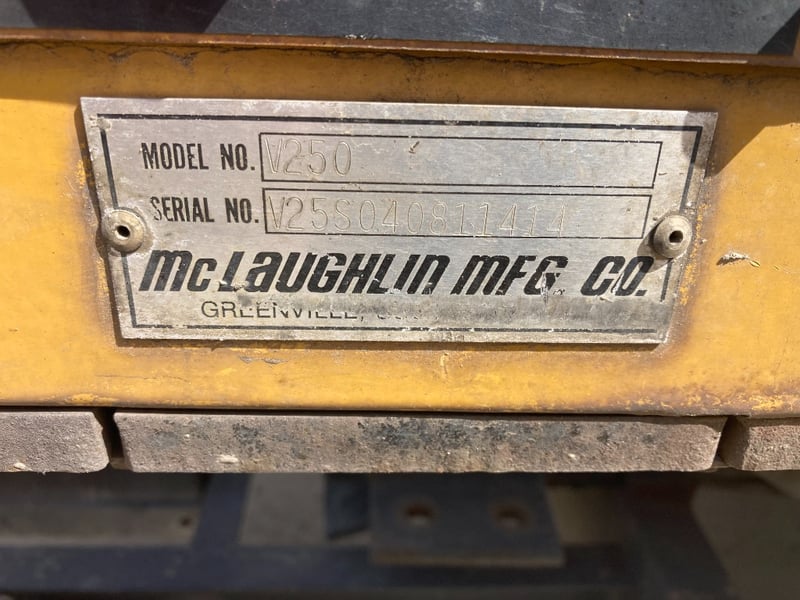 MODEL NO. V250
SERIAL NO. V25S040811414
McLAUGHLIN MFG. CO.
GREENVILLE,